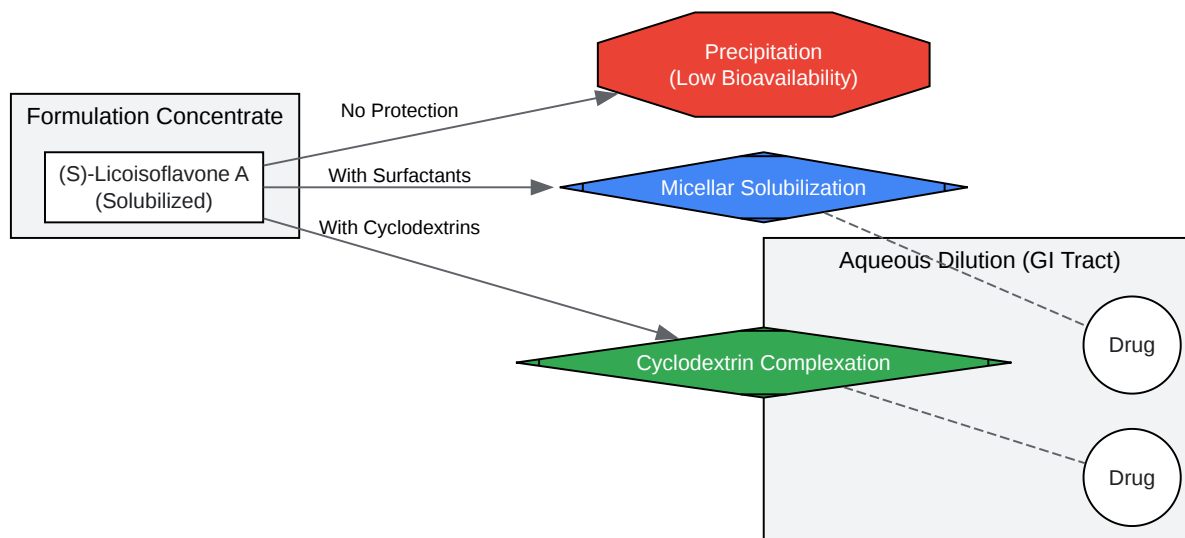 Precipitation
(Low Bioavailability)
Formulation Concentrate
No Protection
(S)-Licoisoflavone A
(Solubilized)
With Surfactants
Micellar Solubilization
With Cyclodextrins
Aqueous Dilution (GI Tract)
Drug
Cyclodextrin Complexation
Drug